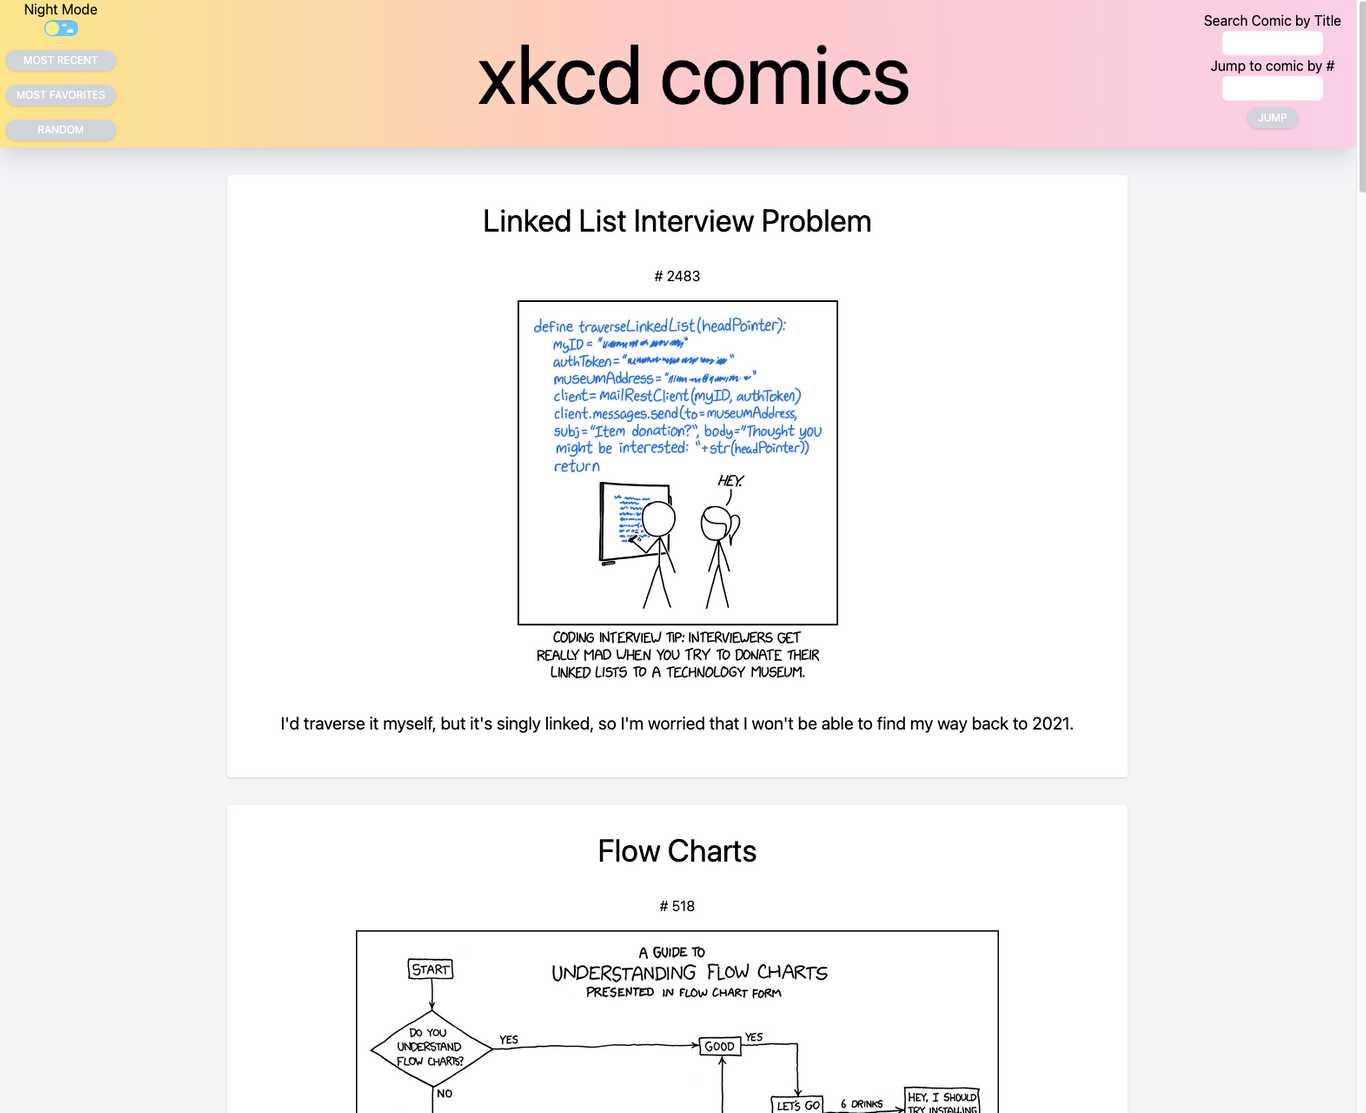 Night Mode
MOST RECENT
MOST FAVORITES
RANDOM
xkcd comics
Search Comic by Title
Jump to comic by #
JUMP
Linked List Interview Problem
# 2483
define traverseLinkedList(headPointer):
myID = "
"
authToken = "
"
museumAddress = "
"
client = mailRestClient(myID, authToken)
client.messages.send(to=museumAddress,
subj="Item donation?", body="Thought you
might be interested: "+str(headPointer))
return
HEY.
CODING INTERVIEW TIP: INTERVIEWERS GET
REALLY MAD WHEN YOU TRY TO DONATE THEIR
LINKED LISTS TO A TECHNOLOGY MUSEUM.
I'd traverse it myself, but it's singly linked, so I'm worried that I won't be able to find my way back to 2021.
Flow Charts
# 518
A GUIDE TO
UNDERSTANDING FLOW CHARTS
PRESENTED IN FLOW CHART FORM
START
DO YOU
UNDERSTAND
FLOW CHARTS?
YES
GOOD
YES
NO
LET'S GO
6 DRINKS
HEY, I SHOULD
TRY INSTALLING